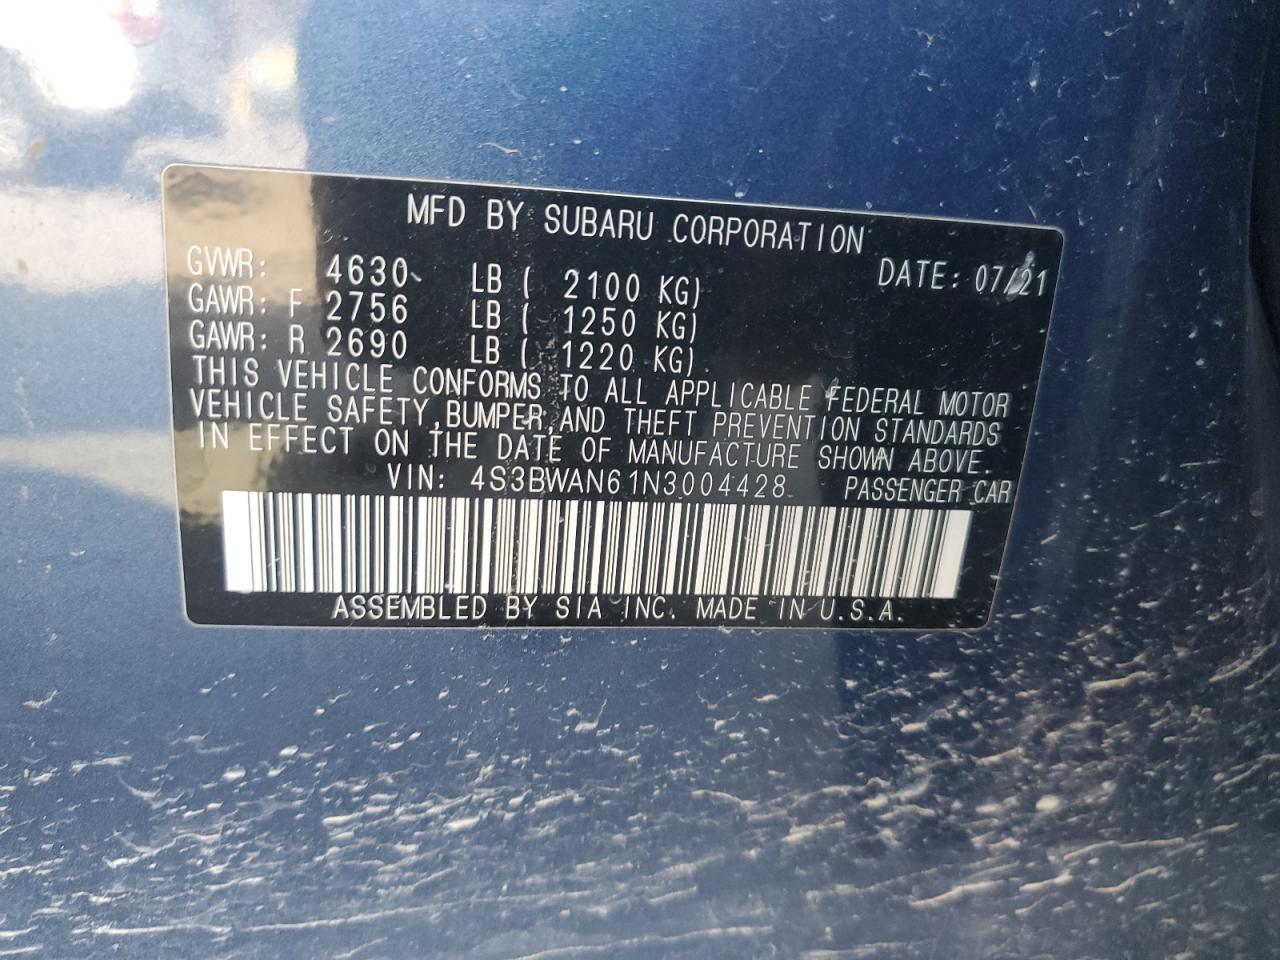 MFD BY SUBARU CORPORATION
GVWR: 4630 LB ( 2100 KG) DATE: 07/21
GAWR: F 2756 LB ( 1250 KG)
GAWR: R 2690 LB ( 1220 KG)
THIS VEHICLE CONFORMS TO ALL APPLICABLE FEDERAL MOTOR
VEHICLE SAFETY, BUMPER, AND THEFT PREVENTION STANDARDS
IN EFFECT ON THE DATE OF MANUFACTURE SHOWN ABOVE.
VIN: 4S3BWAN61N3004428 PASSENGER CAR
ASSEMBLED BY SIA INC. MADE IN U.S.A.